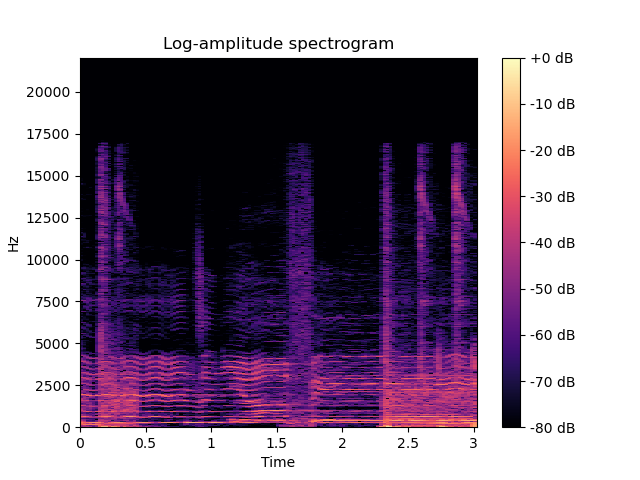 Log-amplitude spectrogram
+0 dB
20000
-10 dB
17500
-20 dB
15000
-30 dB
12500
Hz
-40 dB
10000
-50 dB
7500
-60 dB
5000
-70 dB
2500
0
-80 dB
0 0.5 1 1.5 2 2.5 3
Time